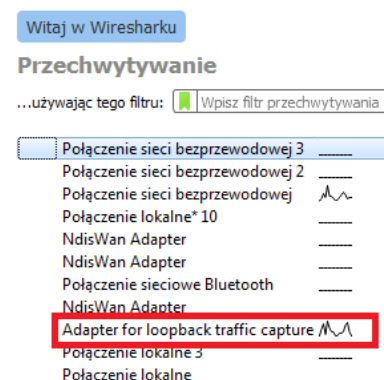 Witaj w Wiresharku
Przechwytywanie
...używając tego filtru: Wpisz filtr przechwytywania
Połączenie sieci bezprzewodowej 3
Połączenie sieci bezprzewodowej 2
Połączenie sieci bezprzewodowej
Połączenie lokalne* 10
NdisWan Adapter
NdisWan Adapter
Połączenie sieciowe Bluetooth
NdisWan Adapter
Adapter for loopback traffic capture
Połączenie lokalne 3
Połączenie lokalne